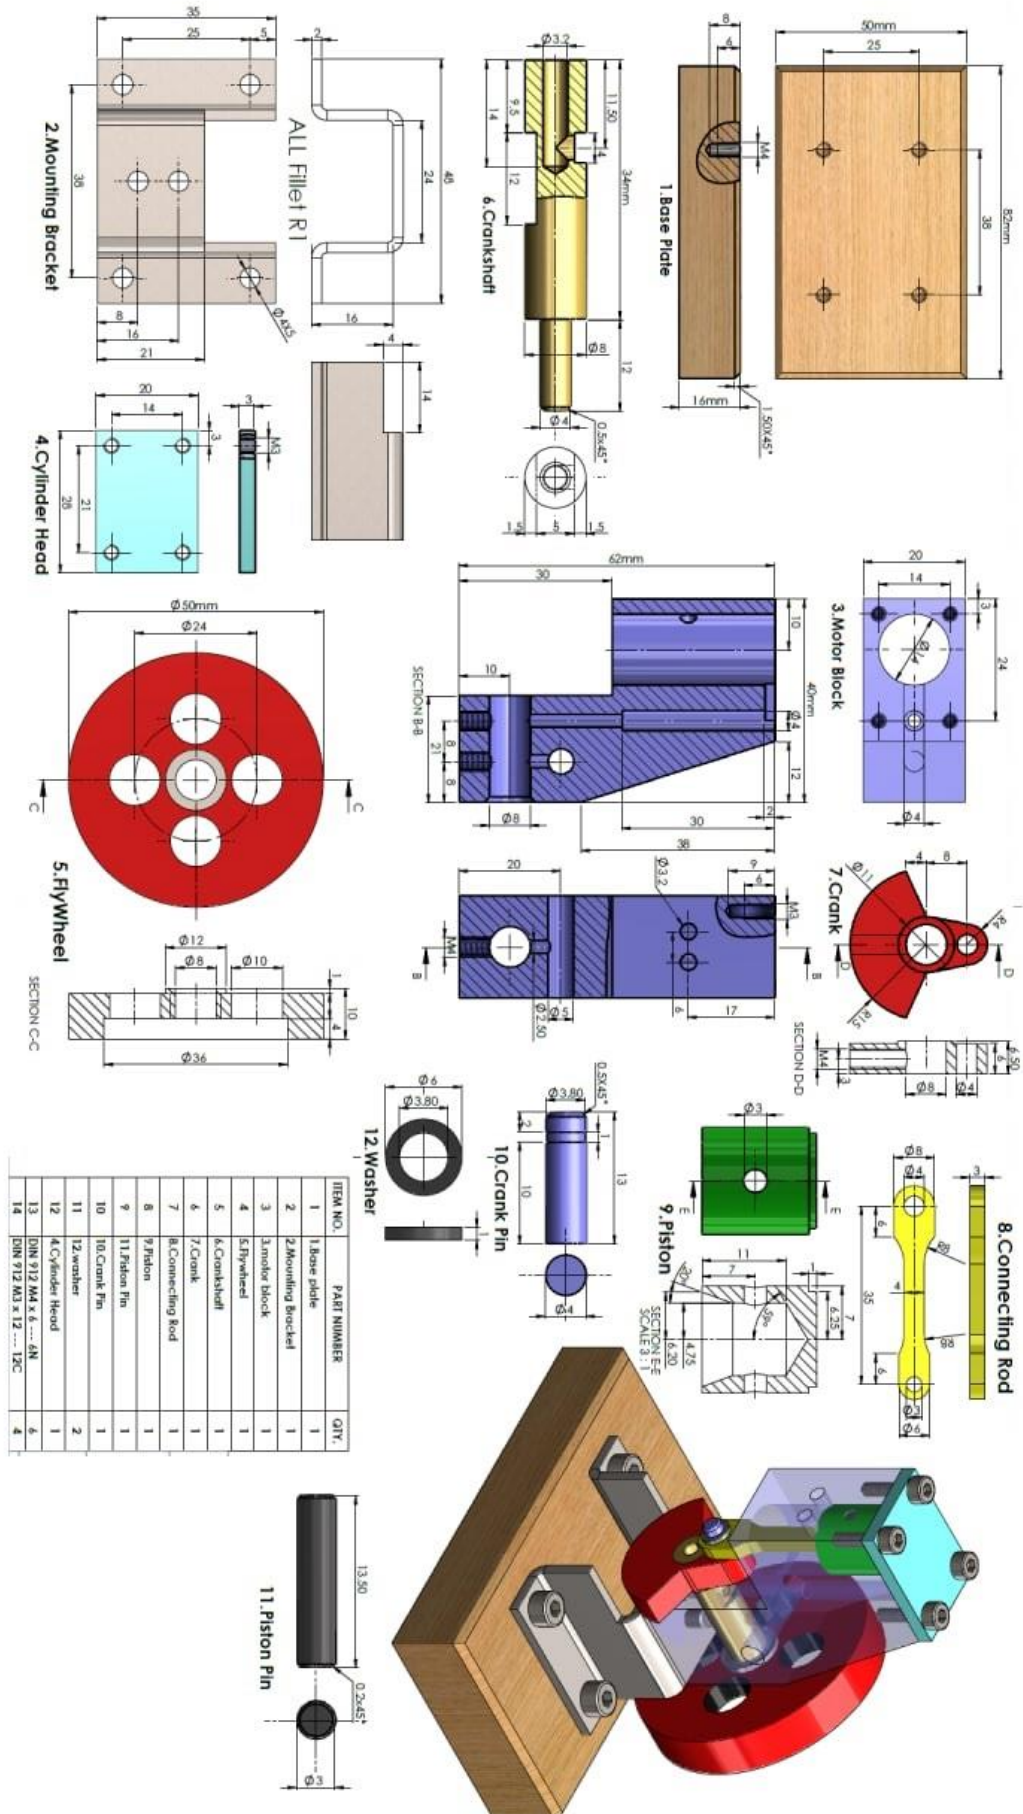 1.Base Plate
50mm
25
82mm
38
8
6
M4
16mm
1.50X45°
6.Crankshaft
Ø3.2
9.5
14
11.50
4
12
34mm
12
Ø8
Ø4
0.5x45°
1.5
5
1.5
2.Mounting Bracket
35
25
5
38
8
16
21
Ø4X5
ALL Fillet R1
2
24
48
16
4
14
4.Cylinder Head
20
14
3
21
28
3
M3
3.Motor Block
20
14
3
24
Ø14
Ø4
62mm
30
10
10
40mm
Ø4
12
2
30
38
8
8
21
Ø8
SECTION B-B
20
M4
Ø5
Ø2.50
Ø3.2
6
17
9
6
M3
B
B
5.FlyWheel
Ø50mm
Ø24
C
C
Ø12
Ø8
Ø10
1
10
4
Ø36
SECTION C-C
7.Crank
4
8
Ø11
R4
R15
D
D
SECTION D-D
6.50
6
M4
3
Ø8
Ø4
8.Connecting Rod
3
Ø8
Ø4
6
R8
4
35
R8
6
Ø3
Ø6
9.Piston
Ø3
E
E
11
7
1
7
6.25
4.75
6.20
SECTION E-E
SCALE 3 : 1
10.Crank Pin
0.5X45°
Ø3.80
2
1
13
10
Ø4
12.Washer
Ø6
Ø3.80
1
11.Piston Pin
13.50
0.2x45°
Ø3
ITEM NO. PART NUMBER QTY.
1 1.Base plate 1
2 2.Mounting Bracket 1
3 3.motor block 1
4 5.Flywheel 1
5 6.Crankshaft 1
6 7.Crank 1
7 8.Connecting Rod 1
8 9.Piston 1
9 11.Piston Pin 1
10 10.Crank Pin 1
11 12.washer 2
12 4.Cylinder Head 1
13 DIN 912 M4 x 6 --- 6N 6
14 DIN 912 M3 x 12 --- 12C 4